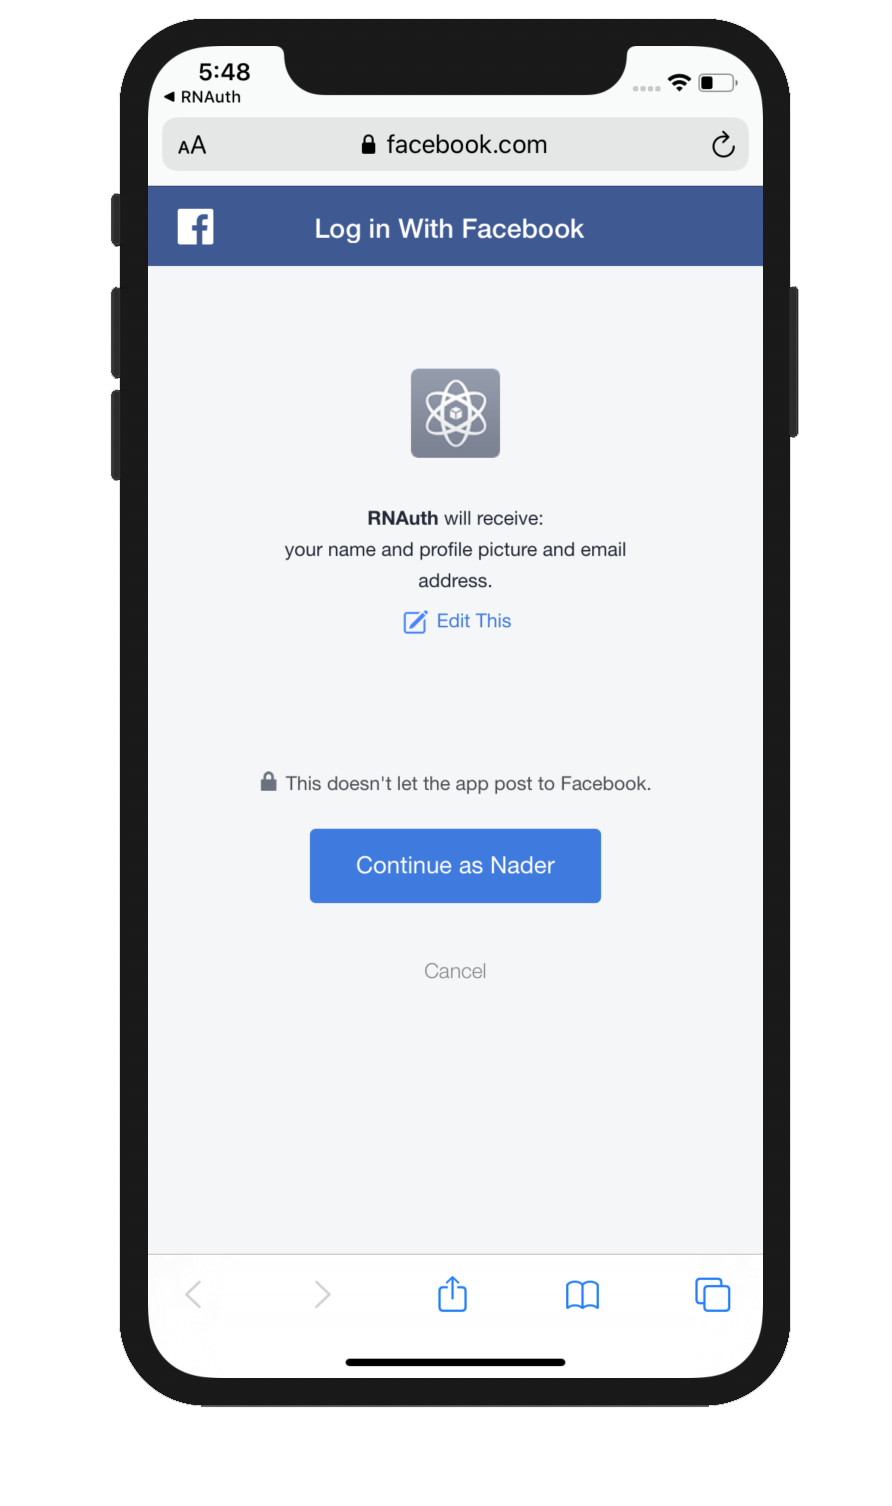 5:48
◀ RNAuth
AA
facebook.com
Log in With Facebook
RNAuth will receive:
your name and profile picture and email
address.
Edit This
This doesn't let the app post to Facebook.
Continue as Nader
Cancel